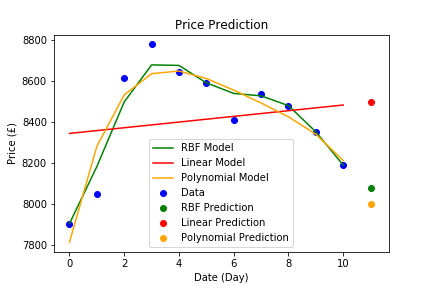 Price Prediction
8800
8600
8400
8200
8000
7800
Price (£)
RBF Model
Linear Model
Polynomial Model
Data
RBF Prediction
Linear Prediction
Polynomial Prediction
0 2 4 6 8 10
Date (Day)